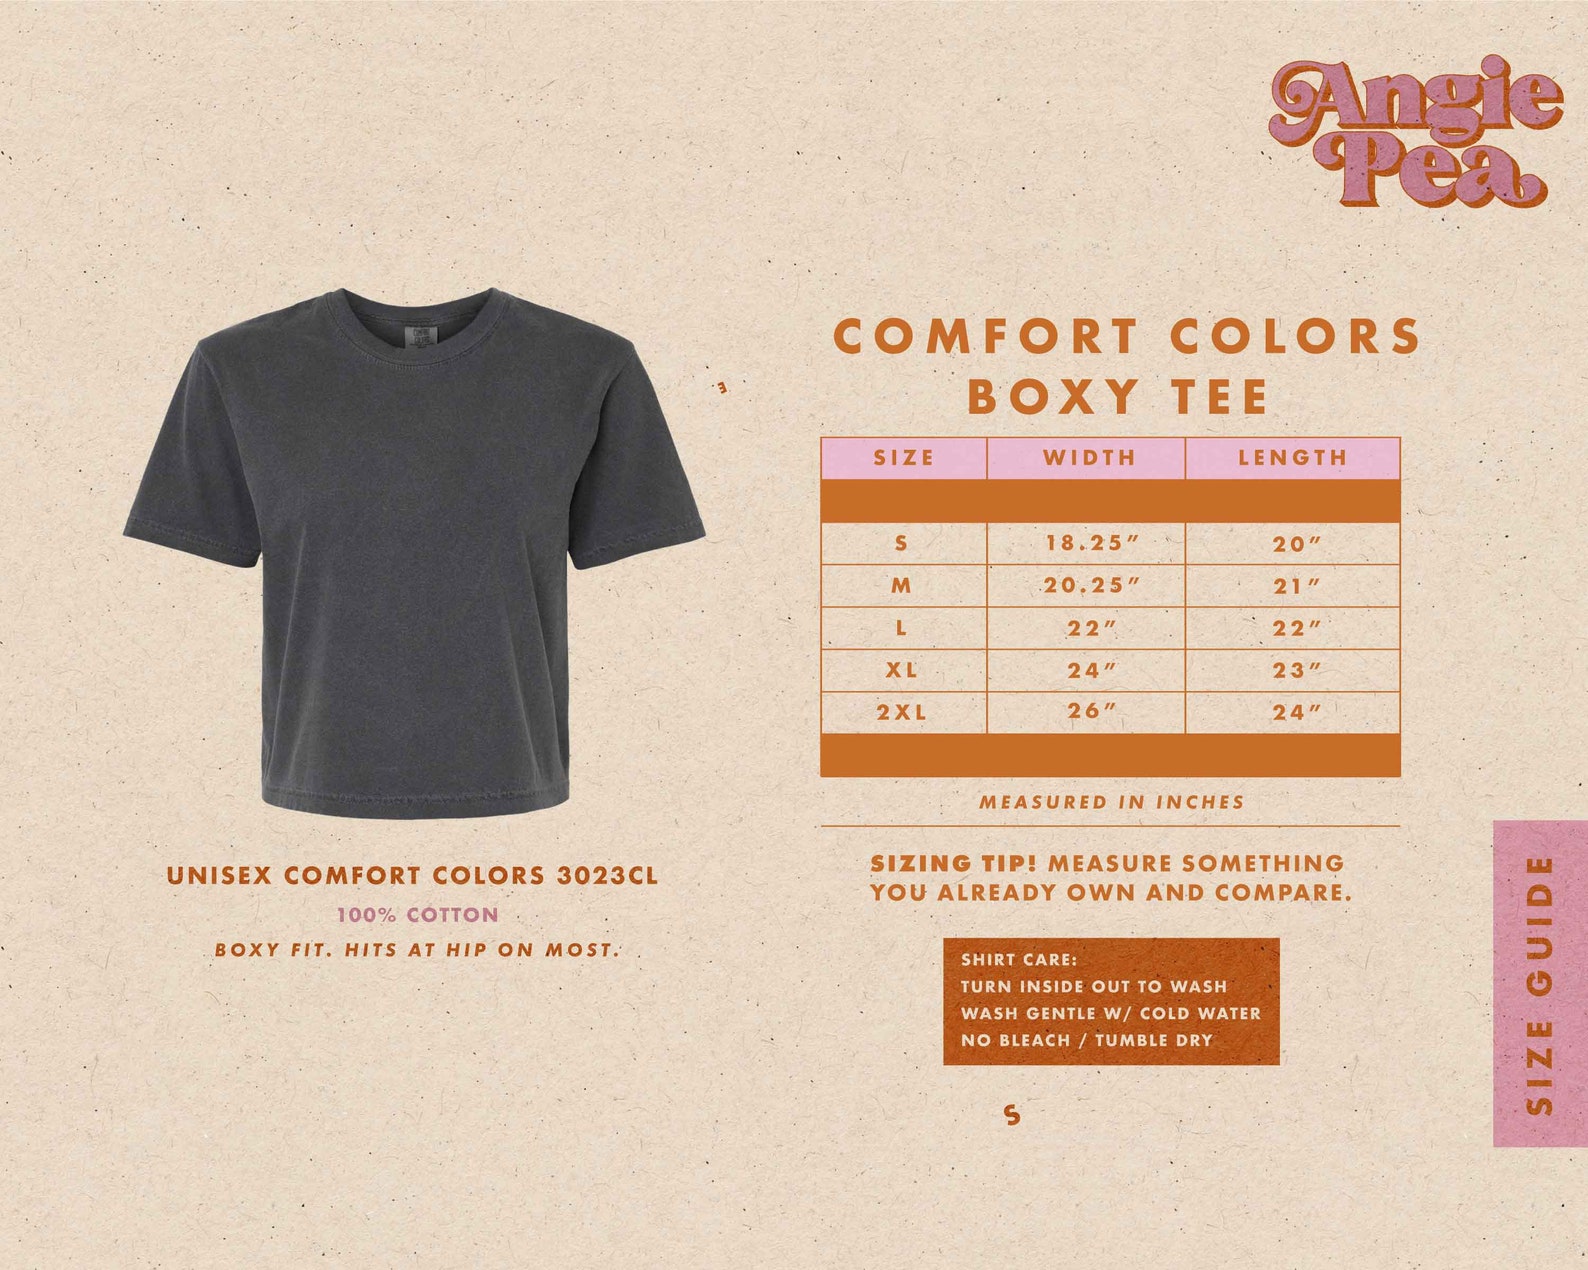 Angie
Pea
COMFORT COLORS
BOXY TEE
SIZE WIDTH LENGTH
S 18.25” 20”
M 20.25” 21”
L 22” 22”
XL 24” 23”
2XL 26” 24”
MEASURED IN INCHES
SIZING TIP! MEASURE SOMETHING
YOU ALREADY OWN AND COMPARE.
SHIRT CARE:
TURN INSIDE OUT TO WASH
WASH GENTLE W/ COLD WATER
NO BLEACH / TUMBLE DRY
S
E
COMFORT
COLORS
UNISEX COMFORT COLORS 3023CL
100% COTTON
BOXY FIT. HITS AT HIP ON MOST.
SIZE GUIDE